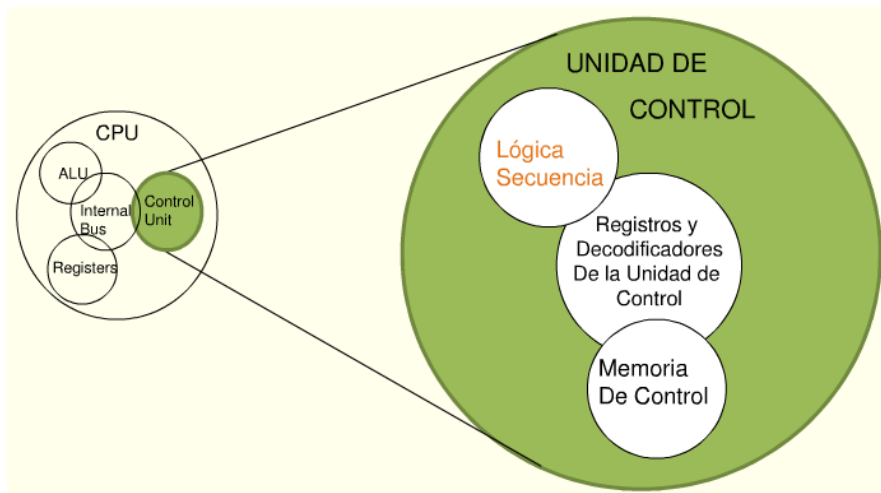 CPU
ALU
Internal
Bus
Control
Unit
Registers
UNIDAD DE
CONTROL
Lógica
Secuencia
Registros y
Decodificadores
De la Unidad de
Control
Memoria
De Control